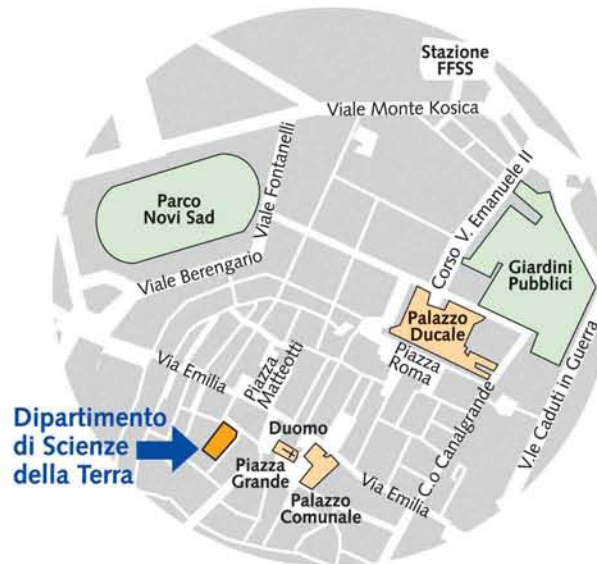 Stazione
FFSS
Viale Monte Kosica
Viale Fontanelli
Parco
Novi Sad
Corso V. Emanuele II
Giardini
Pubblici
Viale Berengario
Palazzo
Ducale
Piazza
Roma
Via Emilia
Piazza
Matteotti
V.le Caduti in Guerra
C.o Canalgrande
Dipartimento
di Scienze
della Terra
Duomo
Piazza
Grande
Palazzo
Comunale
Via Emilia